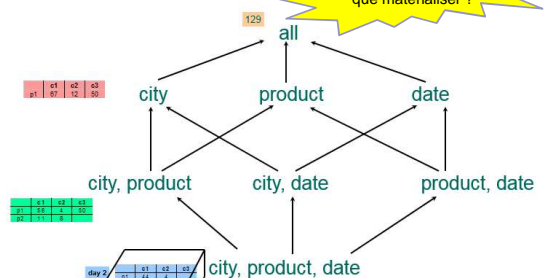 que matérialiser ?
129
all
c1 c2 c3
p1 67 12 50
city product date
city, product city, date product, date
c1 c2 c3
p1 56 4 50
p2 11 8
day 2
c1 c2 c3
city, product, date